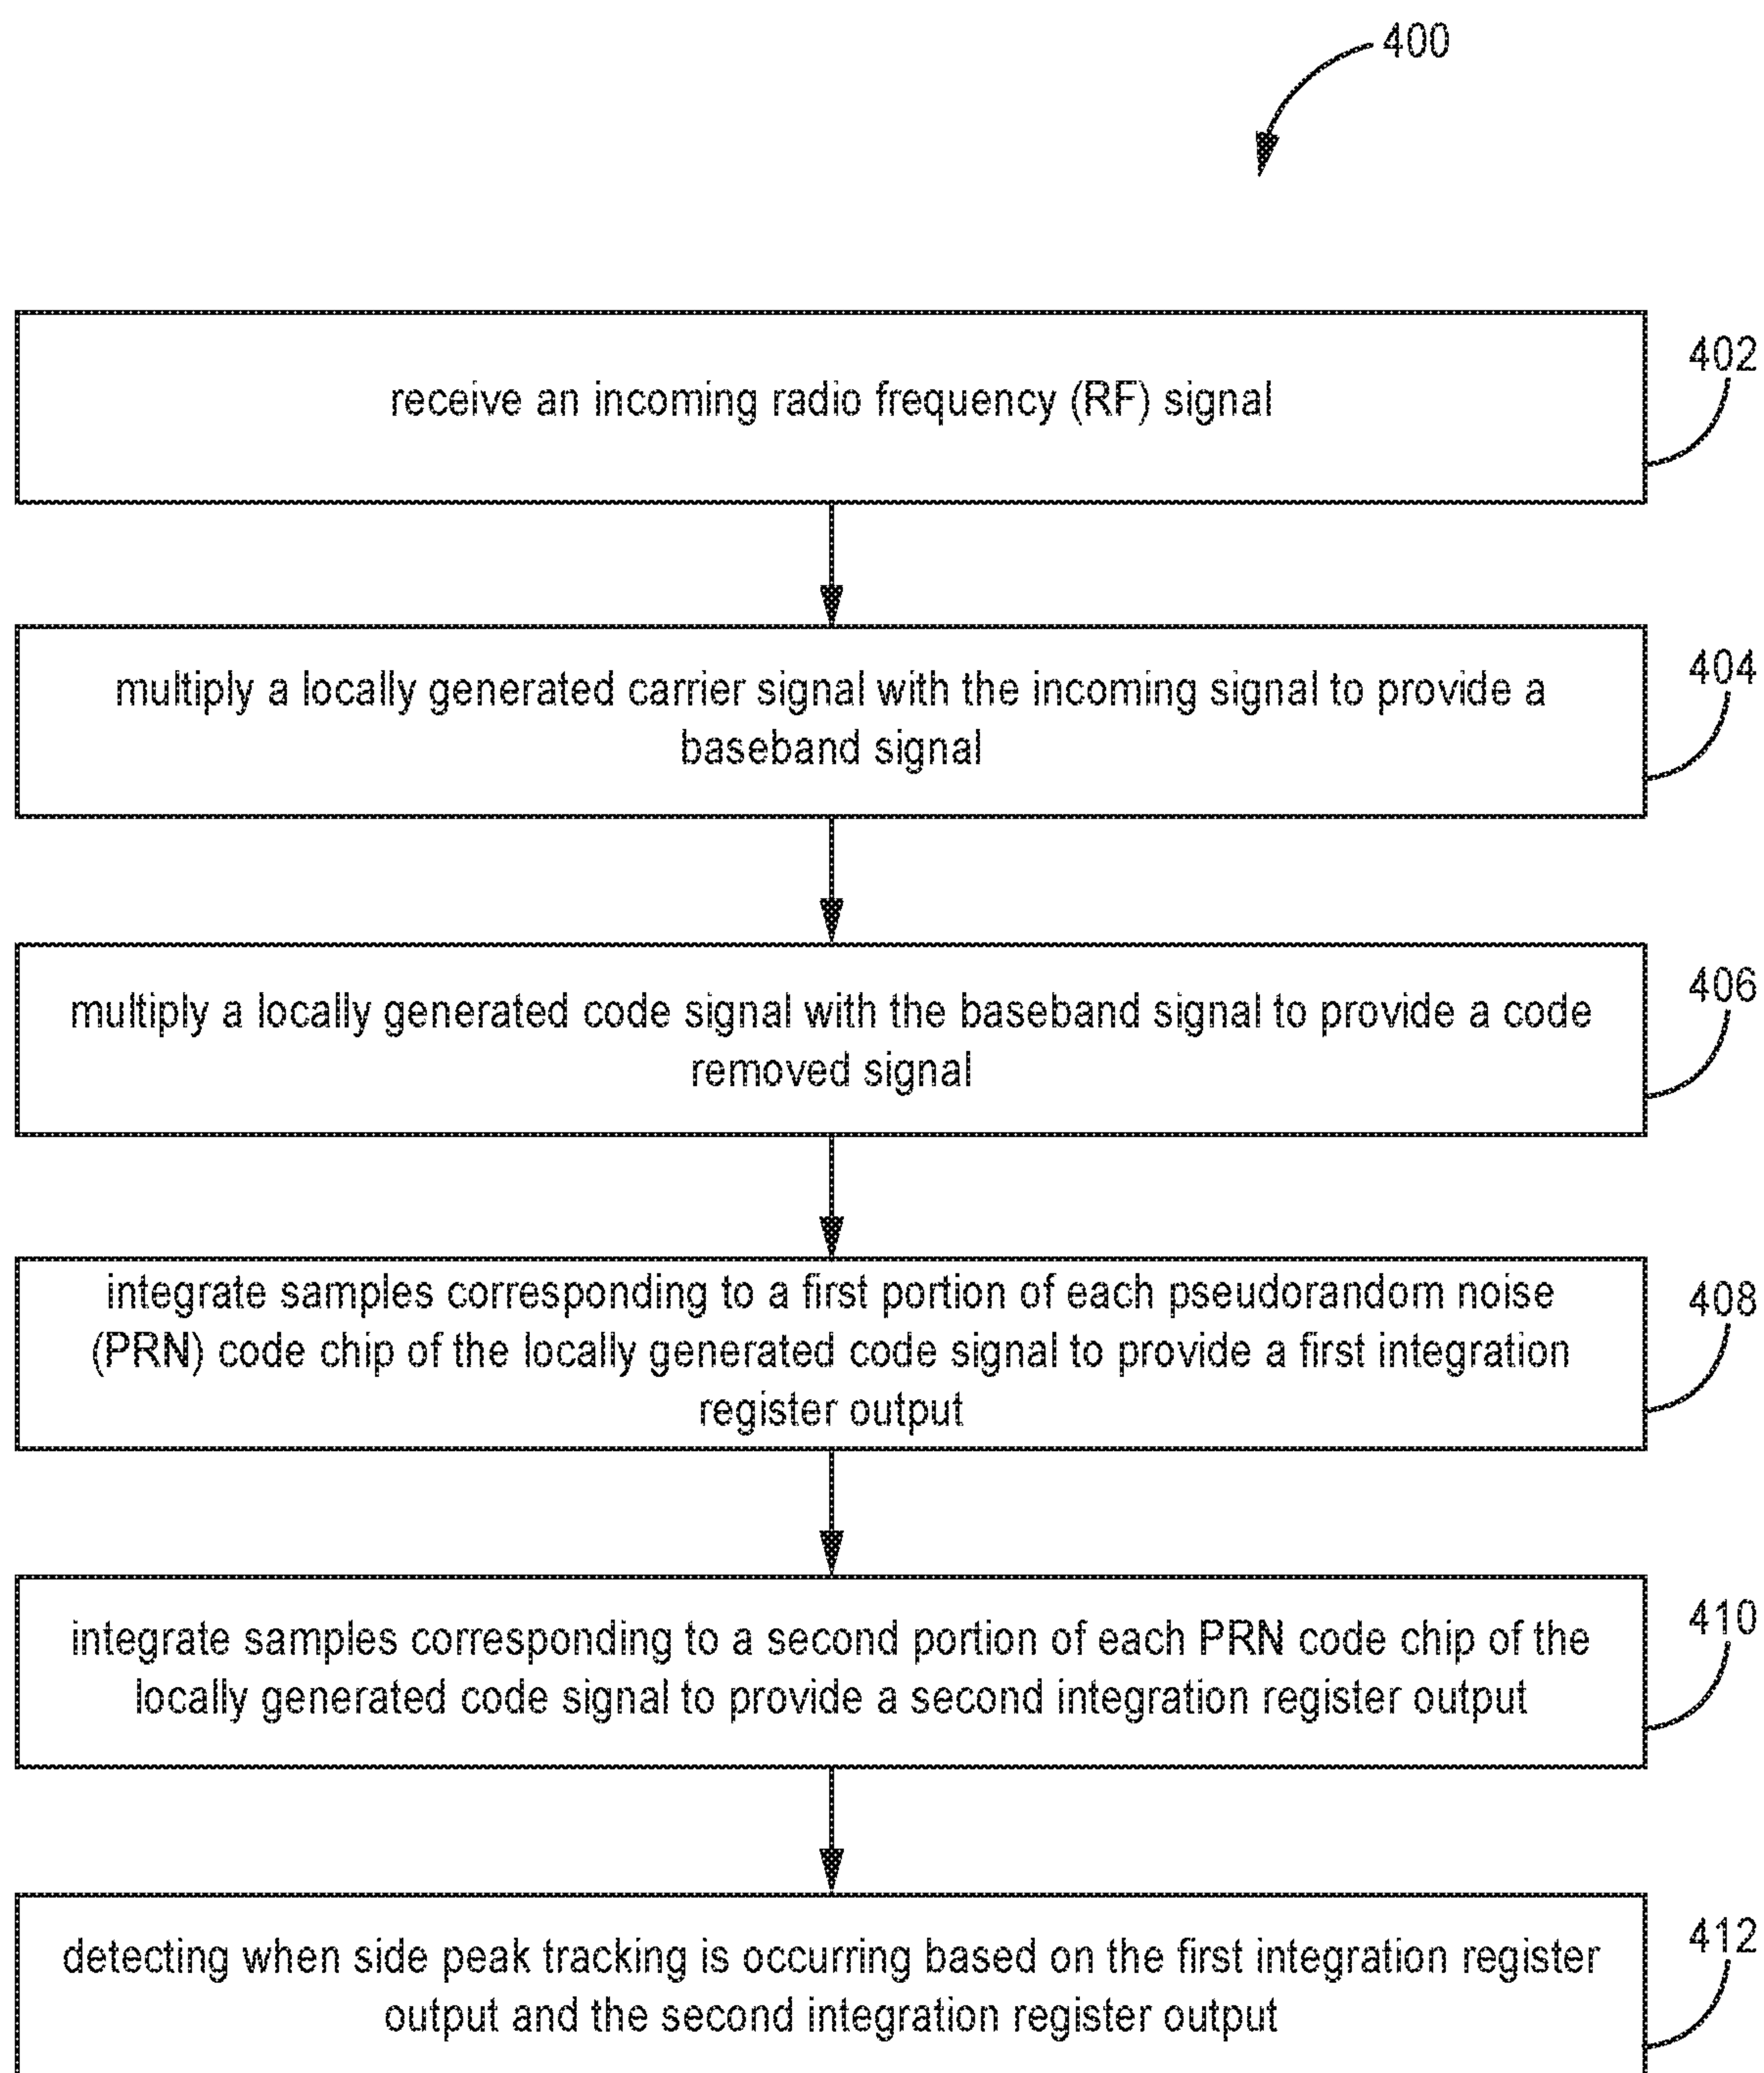 400
receive an incoming radio frequency (RF) signal
402
multiply a locally generated carrier signal with the incoming signal to provide a
baseband signal
404
multiply a locally generated code signal with the baseband signal to provide a code
removed signal
406
integrate samples corresponding to a first portion of each pseudorandom noise
(PRN) code chip of the locally generated code signal to provide a first integration
register output
408
integrate samples corresponding to a second portion of each PRN code chip of the
locally generated code signal to provide a second integration register output
410
detecting when side peak tracking is occurring based on the first integration register
output and the second integration register output
412